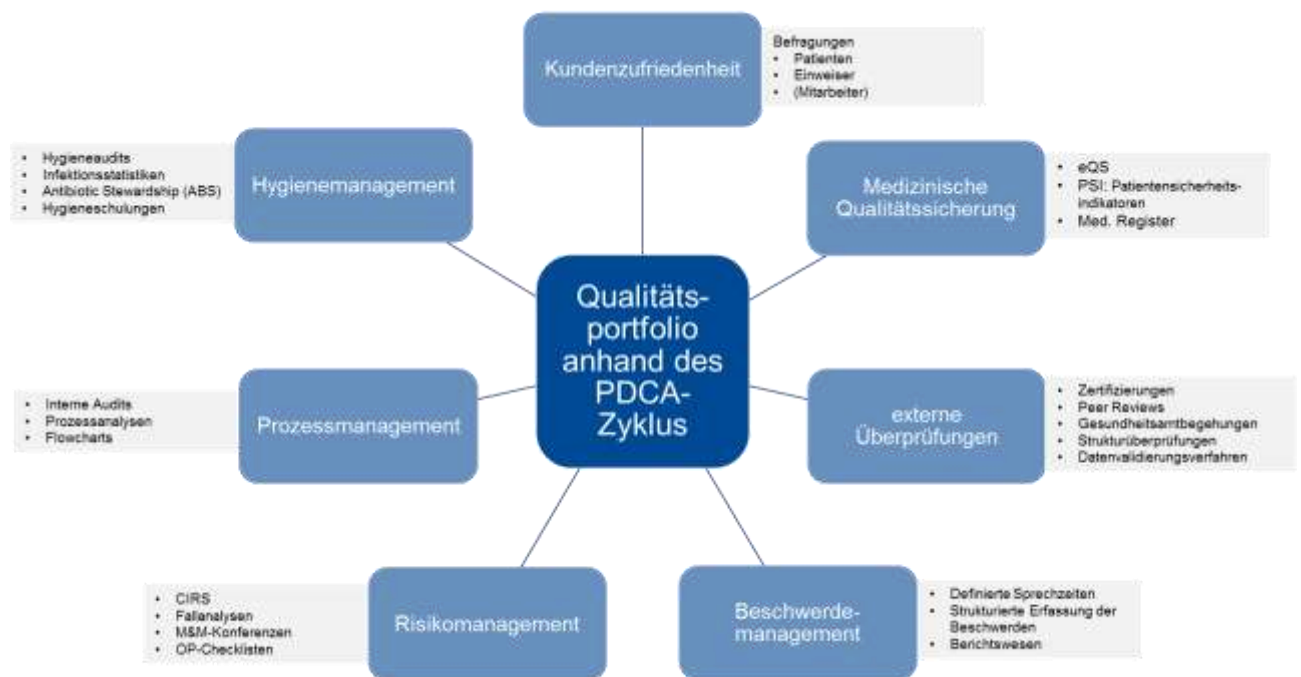 Kundenzufriedenheit
Befragungen
• Patienten
• Einweiser
• (Mitarbeiter)
Medizinische
Qualitätssicherung
• eQS
• PSI: Patientensicherheits-
indikatoren
• Med. Register
externe
Überprüfungen
• Zertifizierungen
• Peer Reviews
• Gesundheitsamtbegehungen
• Strukturüberprüfungen
• Datenvalidierungsverfahren
Beschwerde-
management
• Definierte Sprechzeiten
• Strukturierte Erfassung der
Beschwerden
• Berichtswesen
Risikomanagement
• CIRS
• Fallanalysen
• M&M-Konferenzen
• OP-Checklisten
Prozessmanagement
• Interne Audits
• Prozessanalysen
• Flowcharts
Hygienemanagement
• Hygieneaudits
• Infektionsstatistiken
• Antibiotic Stewardship (ABS)
• Hygieneschulungen
Qualitäts-
portfolio
anhand des
PDCA-
Zyklus